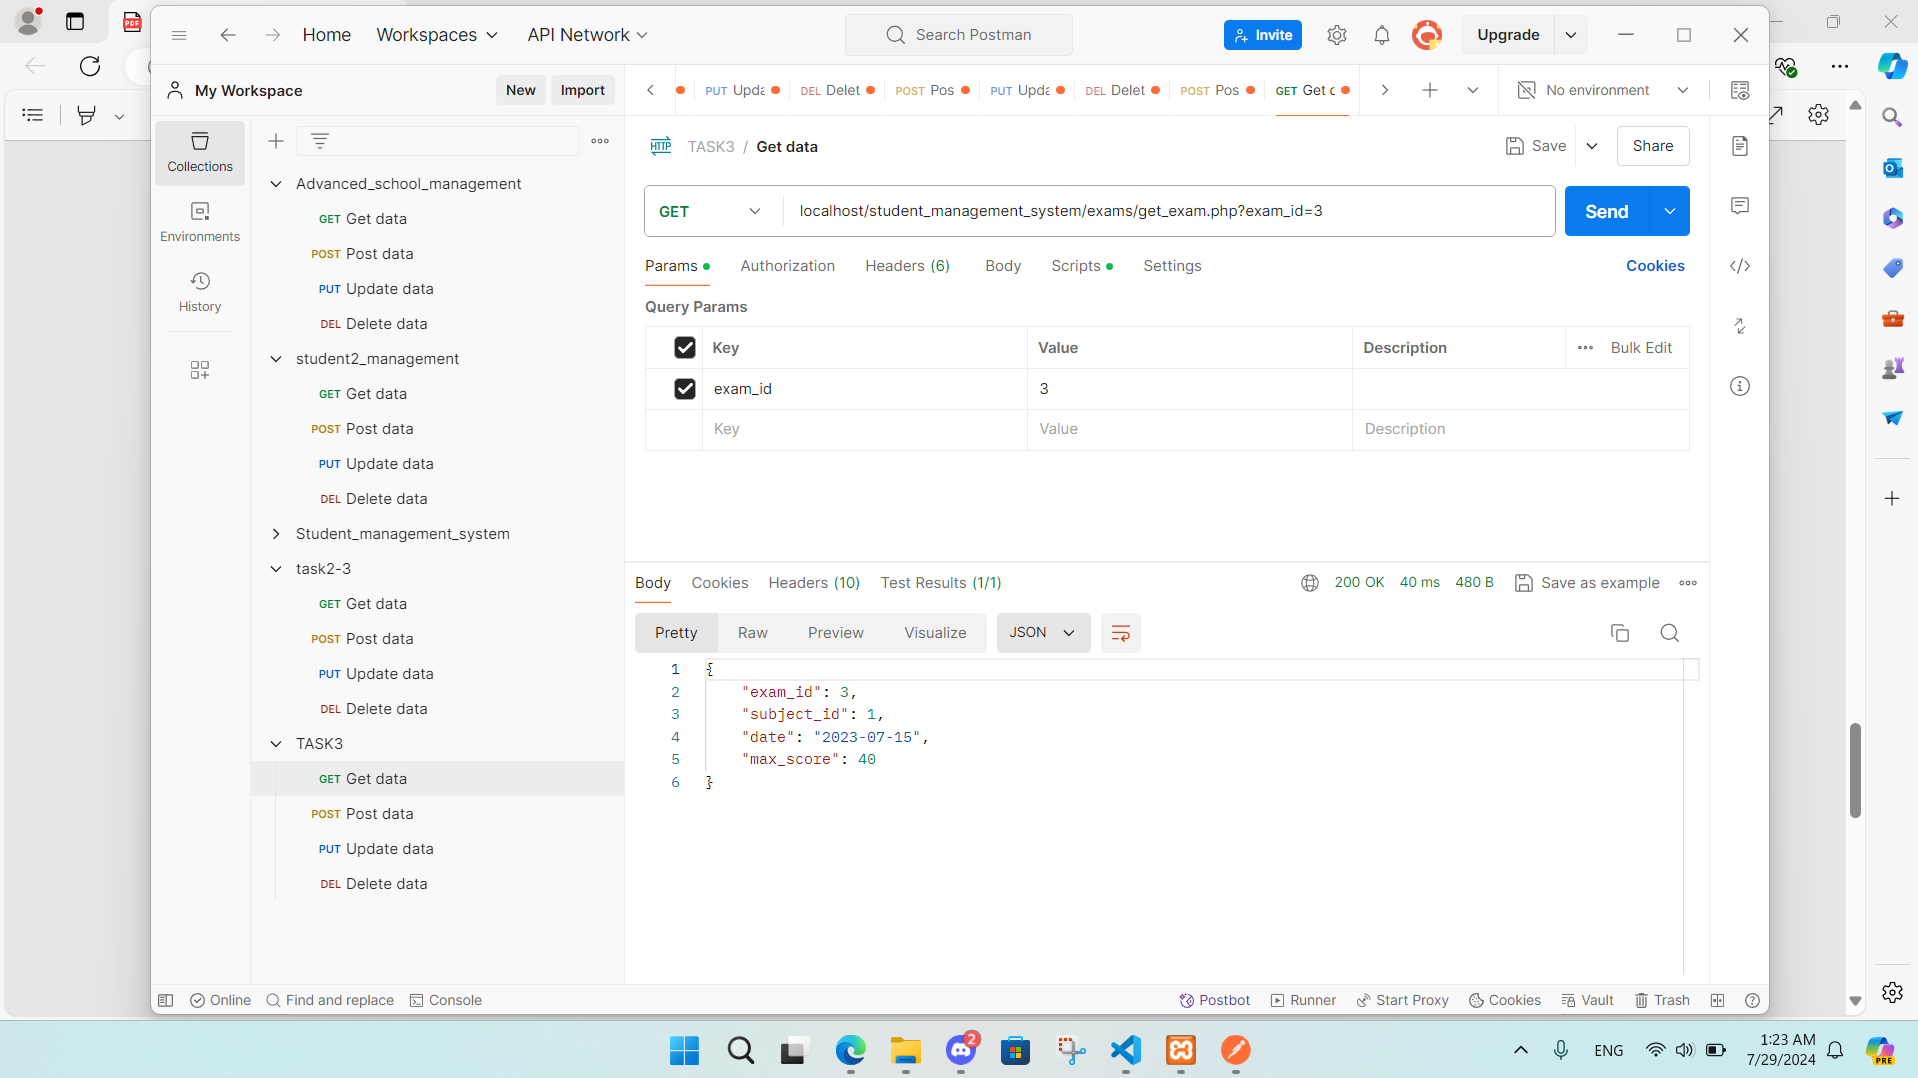 Home
Workspaces
API Network
Search Postman
Invite
Upgrade
My Workspace
New
Import
PUT Upda
DEL Delet
POST Pos
PUT Upda
DEL Delet
POST Pos
GET Get
No environment
Collections
Environments
History
Advanced_school_management
GET Get data
POST Post data
PUT Update data
DEL Delete data
student2_management
GET Get data
POST Post data
PUT Update data
DEL Delete data
Student_management_system
task2-3
GET Get data
POST Post data
PUT Update data
DEL Delete data
TASK3
GET Get data
POST Post data
PUT Update data
DEL Delete data
HTTP TASK3 / Get data
Save
Share
GET
localhost/student_management_system/exams/get_exam.php?exam_id=3
Send
Params
Authorization
Headers (6)
Body
Scripts
Settings
Cookies
Query Params
Key Value Description Bulk Edit
exam_id 3
Key Value Description
Body
Cookies
Headers (10)
Test Results (1/1)
200 OK 40 ms 480 B
Save as example
Pretty
Raw
Preview
Visualize
JSON
1 {
2 "exam_id": 3,
3 "subject_id": 1,
4 "date": "2023-07-15",
5 "max_score": 40
6 }
Online
Find and replace
Console
Postbot
Runner
Start Proxy
Cookies
Vault
Trash
2
ENG
1:23 AM
7/29/2024
PRE
PDF